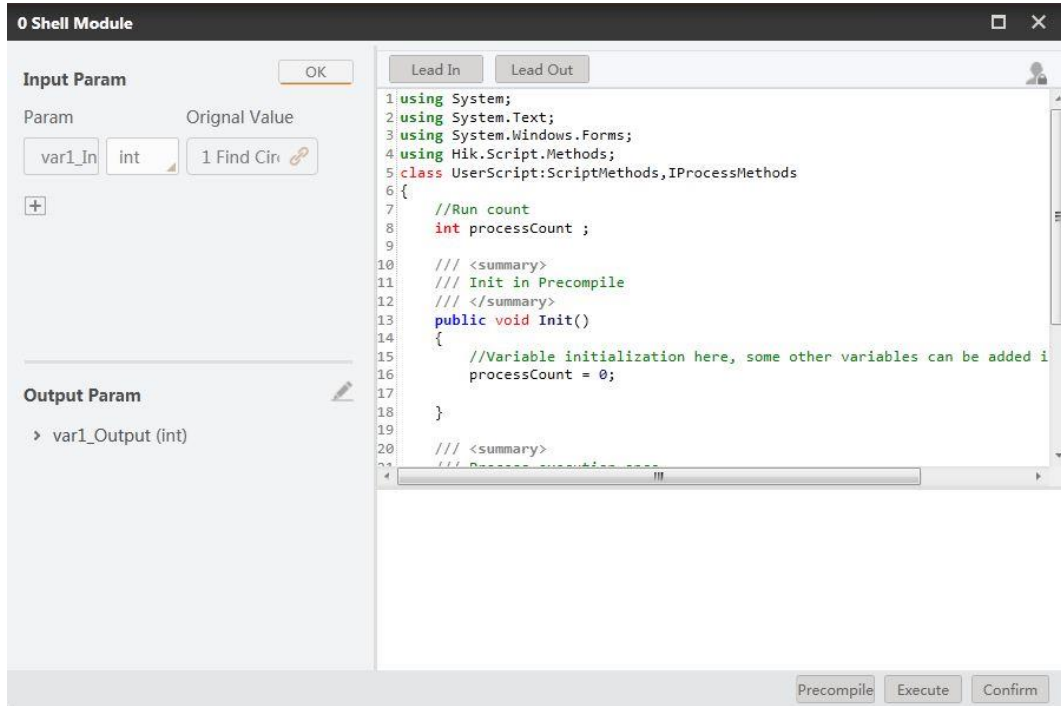 0 Shell Module
Input Param
OK
Param Orignal Value
var1_In int 1 Find Cir
Output Param
var1_Output (int)
Lead In Lead Out
1 using System;
2 using System.Text;
3 using System.Windows.Forms;
4 using Hik.Script.Methods;
5 class UserScript:ScriptMethods,IProcessMethods
6 {
7 //Run count
8 int processCount ;
9
10 /// <summary>
11 /// Init in Precompile
12 /// </summary>
13 public void Init()
14 {
15 //Variable initialization here, some other variables can be added i
16 processCount = 0;
17
18 }
19
20 /// <summary>
21 /// Process execution once
Precompile Execute Confirm